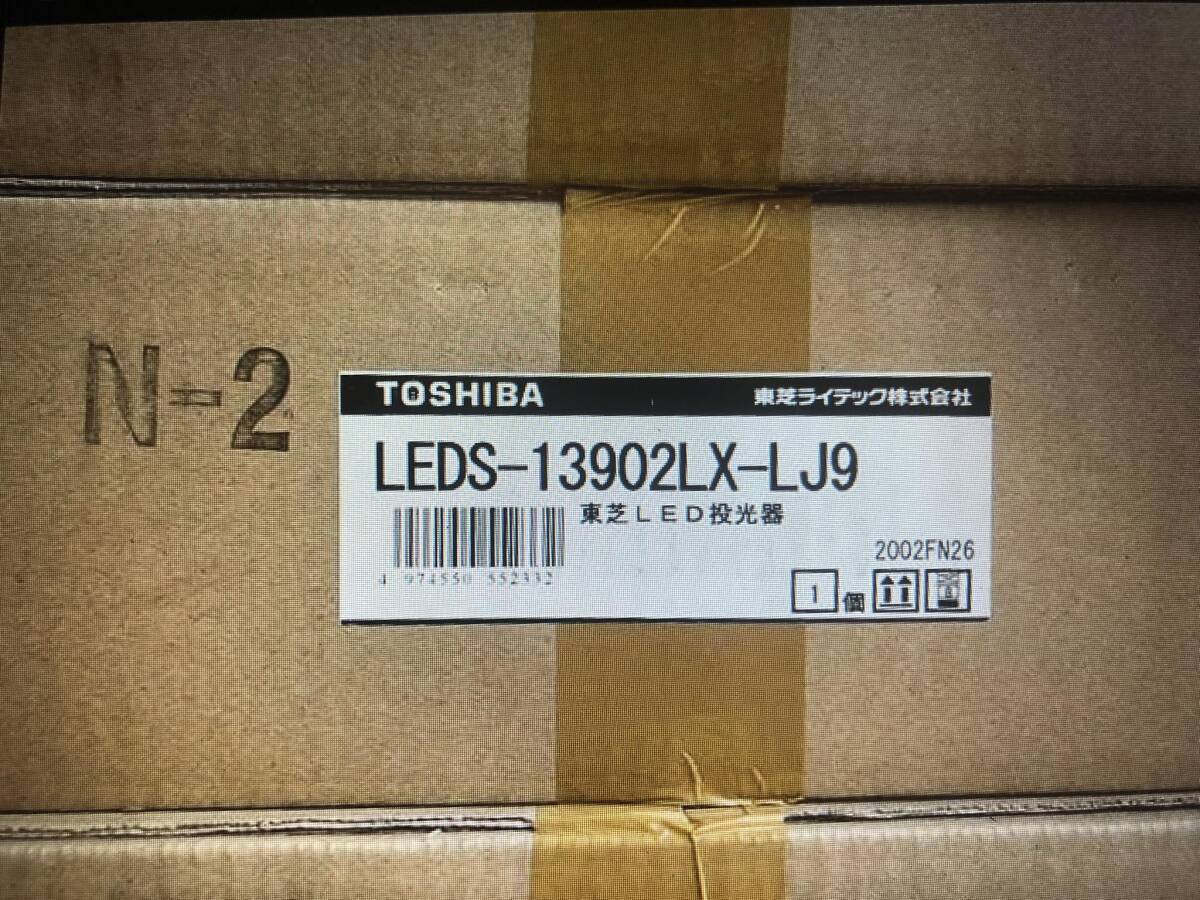 N-2
TOSHIBA 東芝ライテック株式会社
LEDS-13902LX-LJ9
東芝LED投光器
4 974550 552332
2002FN26
1 個